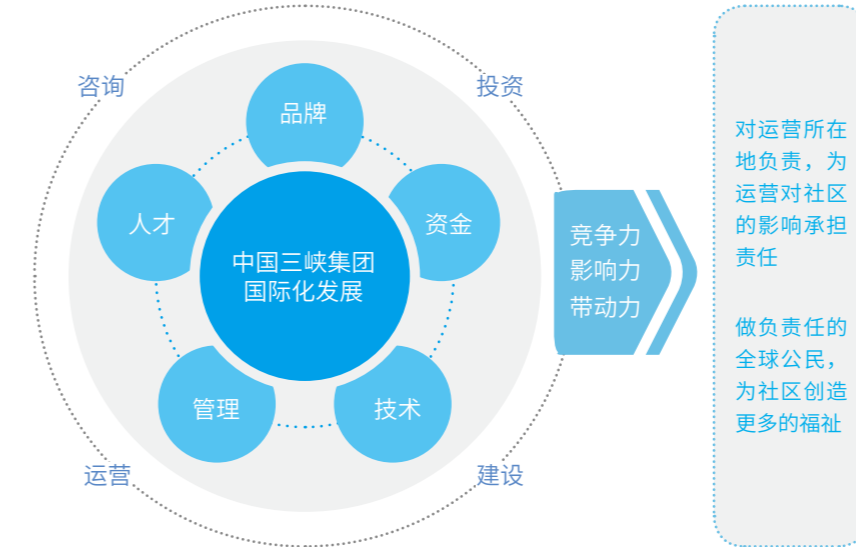 咨询
投资
品牌
人才
资金
中国三峡集团
国际化发展
管理
技术
运营
建设
竞争力
影响力
带动力
对运营所在
地负责，为
运营对社区
的影响承担
责任
做负责任的
全球公民，
为社区创造
更多的福祉